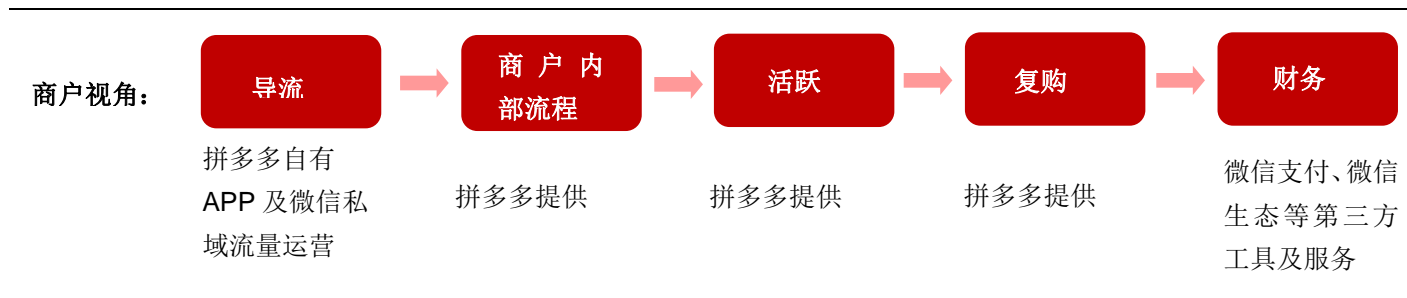 商户视角：
导流
商户内
部流程
活跃
复购
财务
拼多多自有
APP 及微信私
域流量运营
拼多多提供
拼多多提供
拼多多提供
微信支付、微信
生态等第三方
工具及服务